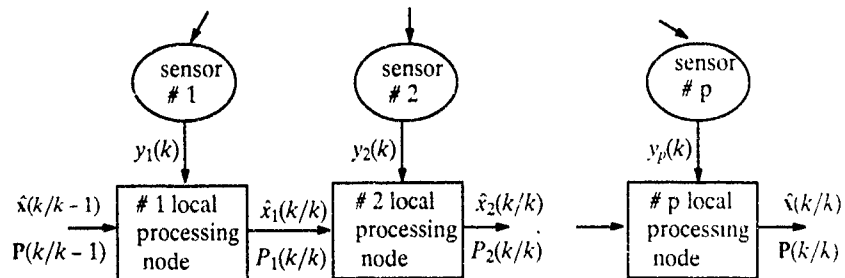 sensor
# 1
sensor
# 2
sensor
# p
y₁(k)
y₂(k)
yₚ(k)
x̂(k/k - 1)
P(k/k - 1)
# 1 local
processing
node
x̂₁(k/k)
P₁(k/k)
# 2 local
processing
node
x̂₂(k/k)
P₂(k/k)
# p local
processing
node
x̂(k/k)
P(k/k)